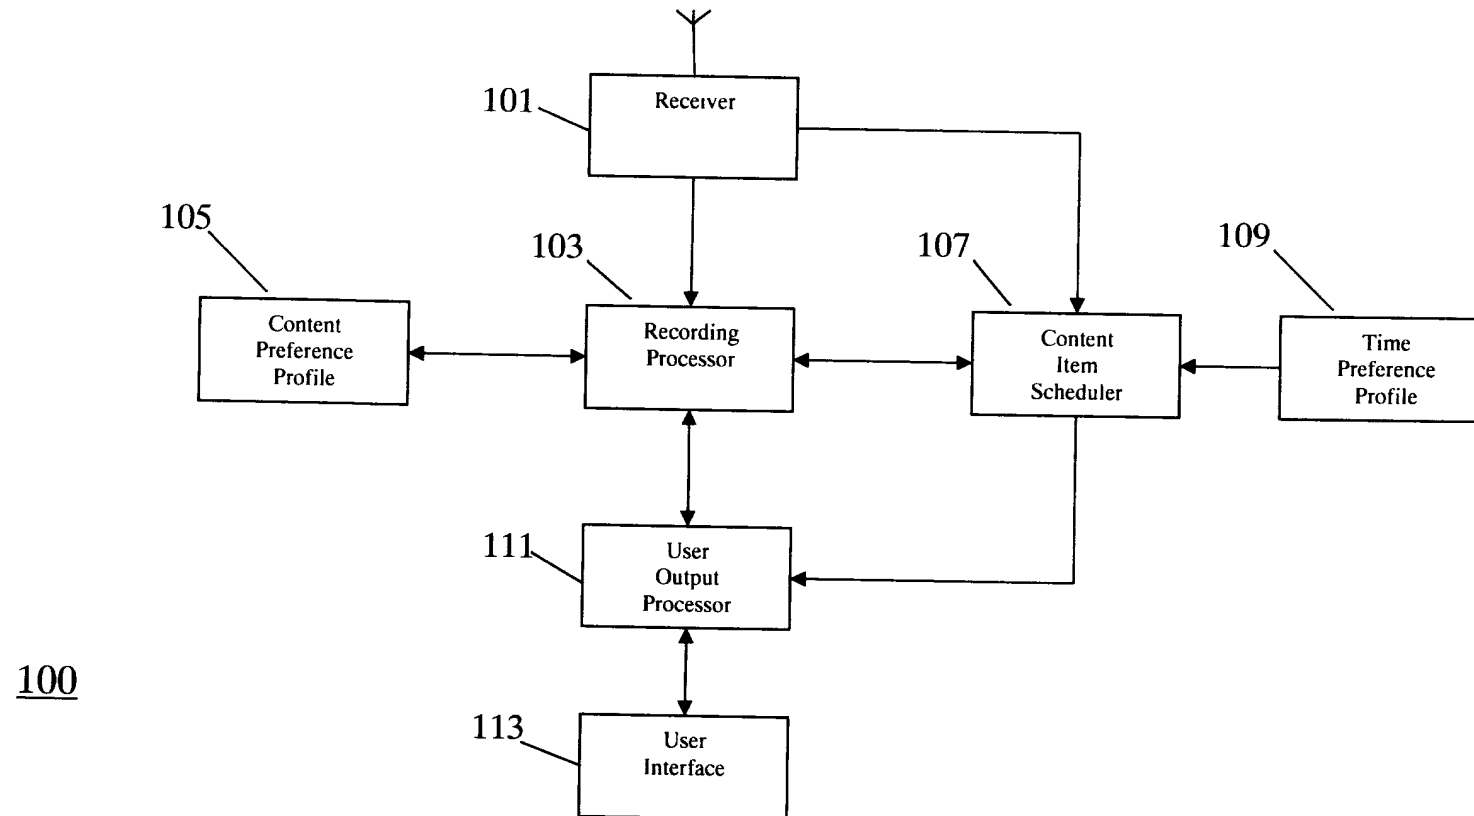 101
Receiver
105
103
107
109
Content
Preference
Profile
Recording
Processor
Content
Item
Scheduler
Time
Preference
Profile
111
User
Output
Processor
100
113
User
Interface